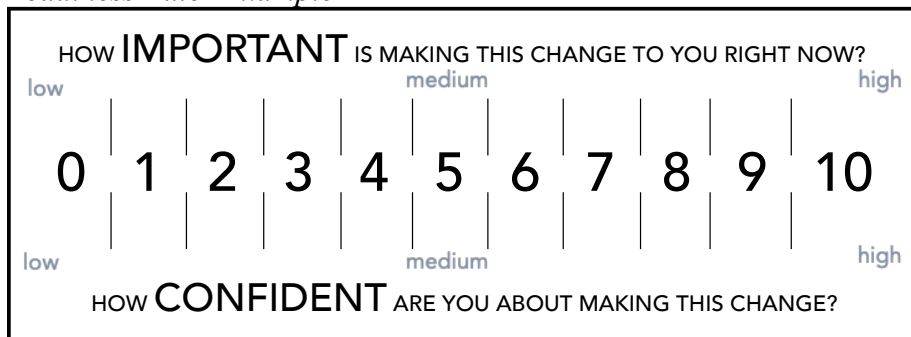 HOW IMPORTANT IS MAKING THIS CHANGE TO YOU RIGHT NOW?
low medium high
0 1 2 3 4 5 6 7 8 9 10
low medium high
HOW CONFIDENT ARE YOU ABOUT MAKING THIS CHANGE?